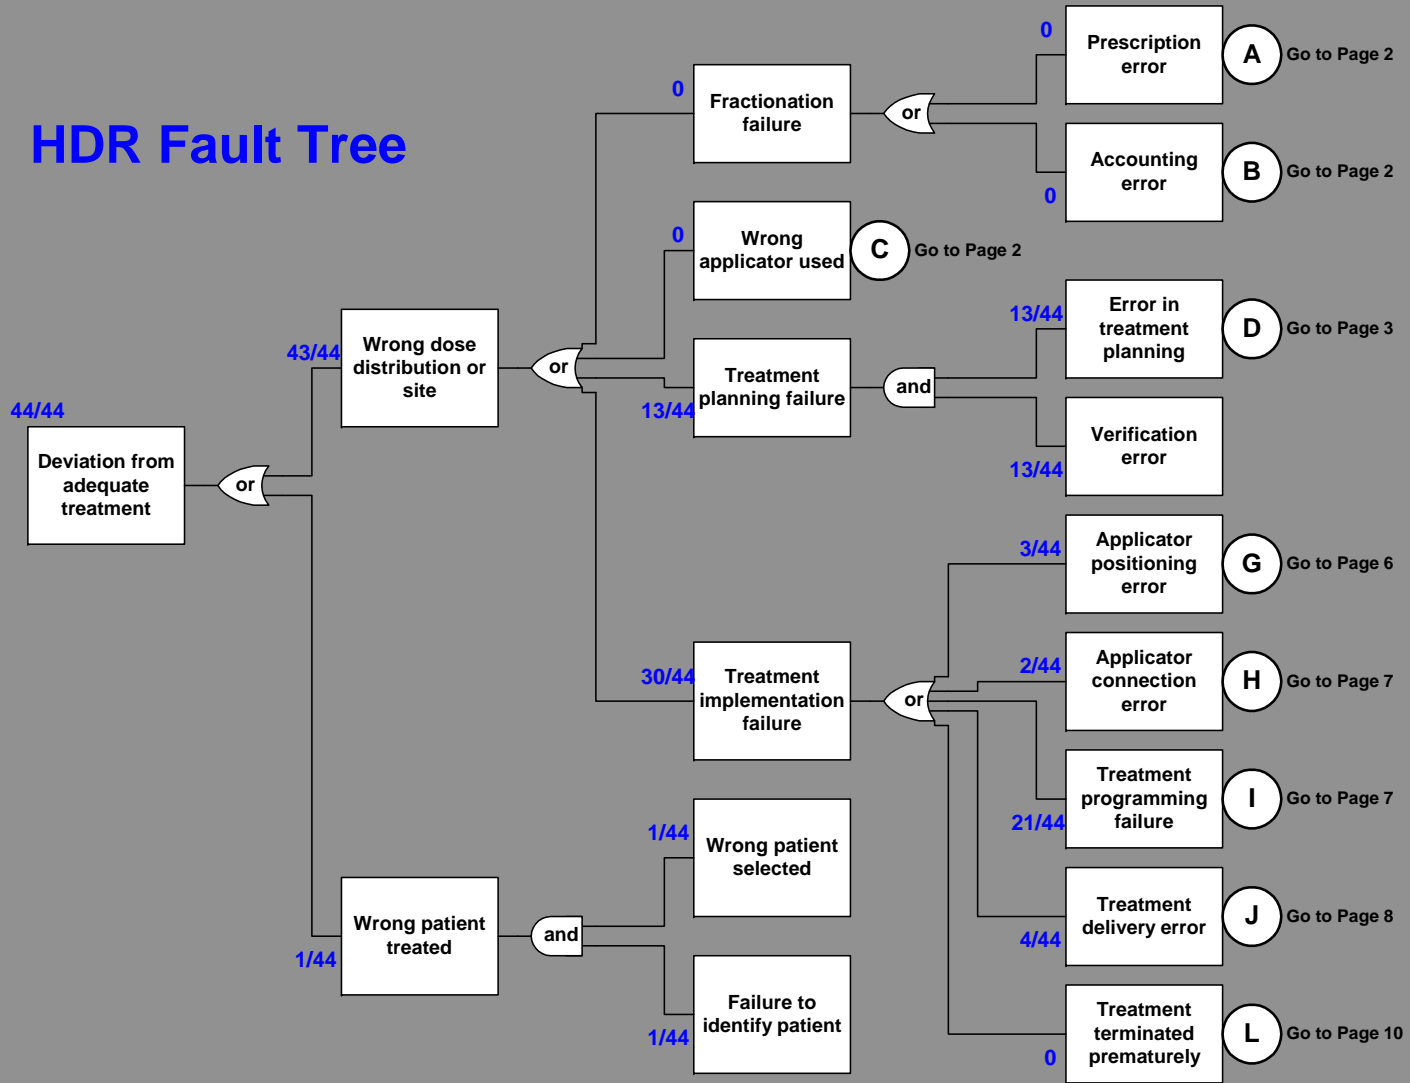 HDR Fault Tree
44/44
Deviation from
adequate
treatment
or
43/44
Wrong dose
distribution or
site
or
1/44
Wrong patient
treated
and
0
Fractionation
failure
or
0
Wrong
applicator used
C
Go to Page 2
13/44
Treatment
planning failure
and
30/44
Treatment
implementation
failure
or
1/44
Wrong patient
selected
1/44
Failure to
identify patient
0
Prescription
error
A
Go to Page 2
0
Accounting
error
B
Go to Page 2
13/44
Error in
treatment
planning
D
Go to Page 3
13/44
Verification
error
3/44
Applicator
positioning
error
G
Go to Page 6
2/44
Applicator
connection
error
H
Go to Page 7
21/44
Treatment
programming
failure
I
Go to Page 7
4/44
Treatment
delivery error
J
Go to Page 8
0
Treatment
terminated
prematurely
L
Go to Page 10